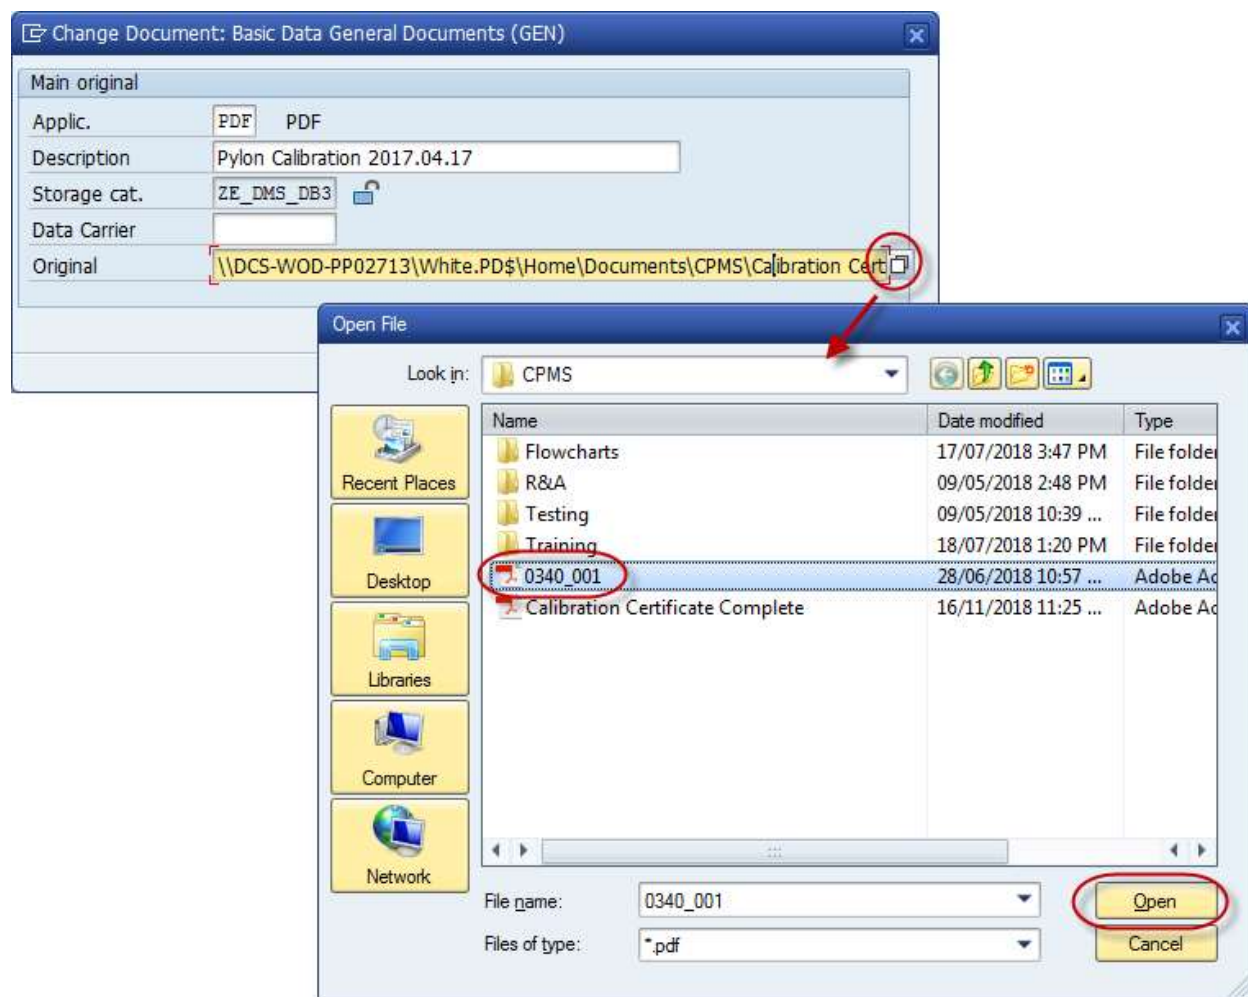 Change Document: Basic Data General Documents (GEN)
Main original
Applic. PDF PDF
Description Pylon Calibration 2017.04.17
Storage cat. ZE_DMS_DB3
Data Carrier
Original \\DCS-WOD-PP02713\White.PD$\Home\Documents\CPMS\Calibration Cert
Open File
Look in: CPMS
Name Date modified Type
Flowcharts 17/07/2018 3:47 PM File folder
R&A 09/05/2018 2:48 PM File folder
Testing 09/05/2018 10:39 ... File folder
Training 18/07/2018 1:20 PM File folder
0340_001 28/06/2018 10:57 ... Adobe Ac
Calibration Certificate Complete 16/11/2018 11:25 ... Adobe Ac
Recent Places
Desktop
Libraries
Computer
Network
File name: 0340_001 Open
Files of type: *.pdf Cancel